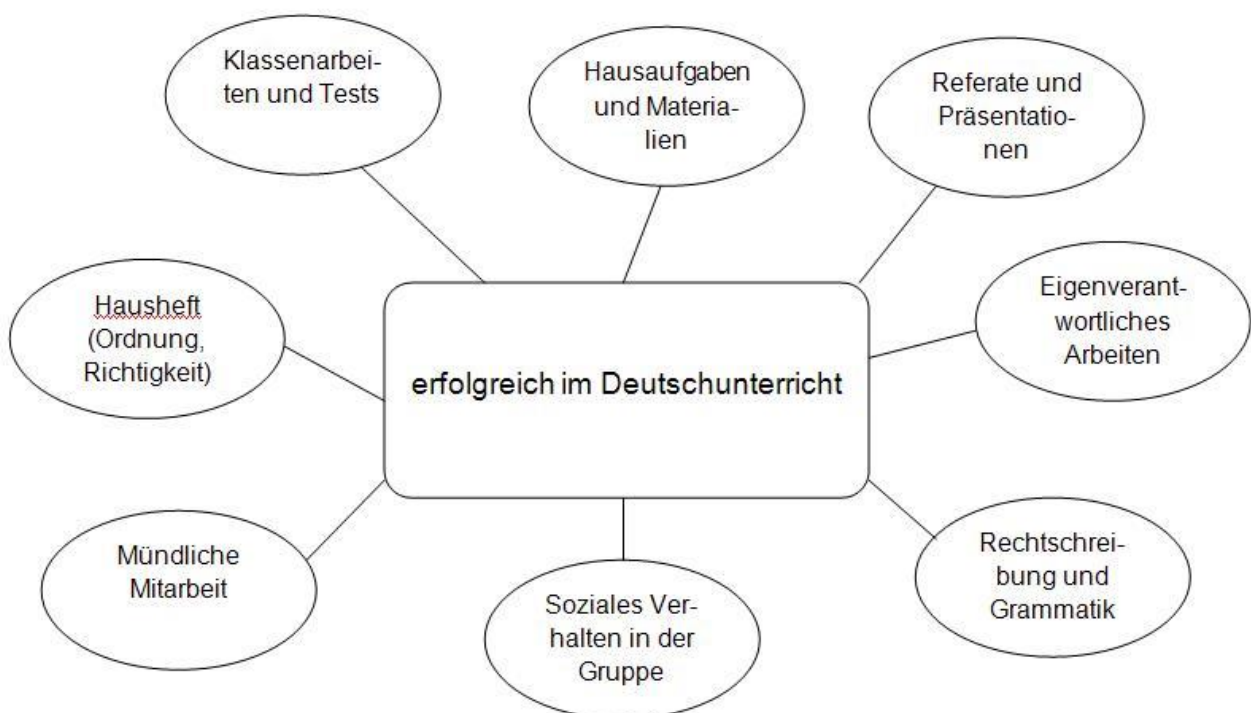 Klassenarbei-
ten und Tests
Hausaufgaben
und Materia-
lien
Referate und
Präsentatio-
nen
Hausheft
(Ordnung,
Richtigkeit)
erfolgreich im Deutschunterricht
Eigenverant-
wortliches
Arbeiten
Mündliche
Mitarbeit
Soziales Ver-
halten in der
Gruppe
Rechtschrei-
bung und
Grammatik